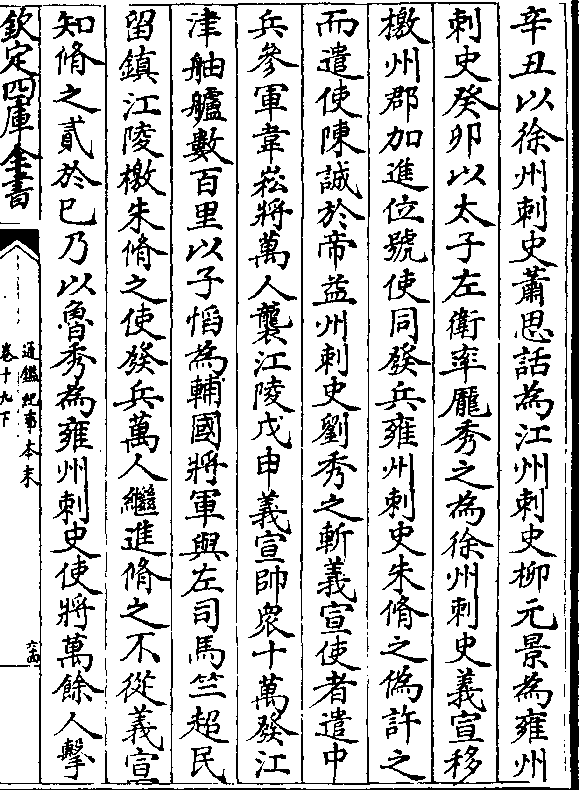 辛丑以徐州刺史蕭思話為江州刺史柳元景為雍州
刺史癸卯以太子左衛率龎秀之為徐州刺史義宣移
檄州郡加進位號使同發兵雍州刺史朱脩之偽許之
而遣使陳誠於帝益州刺史劉秀之斬義宣使者遣中
兵參軍韋崧將萬人襲江陵戊申義宣帥衆十萬發江
津舳艫數百里以子慆為輔國將軍與左司馬竺超民
留鎮江陵檄朱脩之使發兵萬人繼進脩之不從義宣
知脩之貳於已乃以魯秀為雍州刺史使將萬餘人擊
欽定四庫全書
通鑑紀事本末
卷十九下